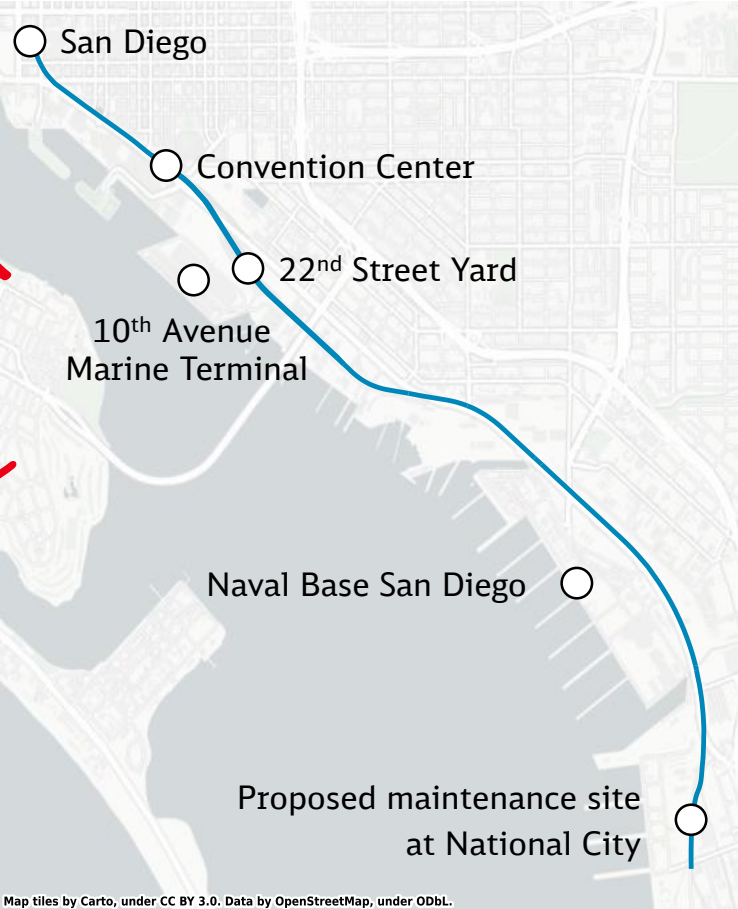 San Diego
Convention Center
22nd Street Yard
10th Avenue
Marine Terminal
Naval Base San Diego
Proposed maintenance site
at National City
Map tiles by Carto, under CC BY 3.0. Data by OpenStreetMap, under ODbL.